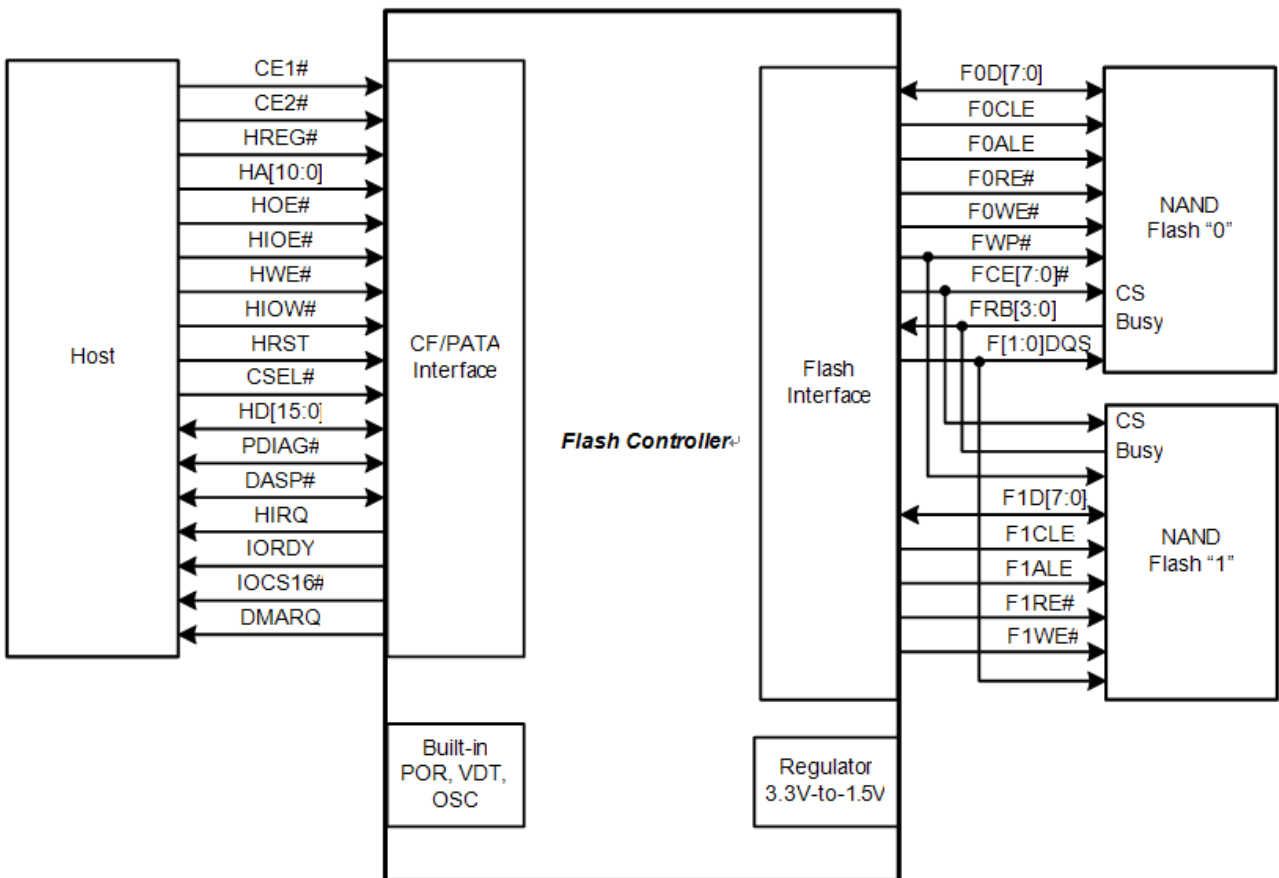 Host
CE1#
CE2#
HREG#
HA[10:0]
HOE#
HIOE#
HWE#
HIOW#
HRST
CSEL#
HD[15:0]
PDIAG#
DASP#
HIRQ
IORDY
IOCS16#
DMARQ
CF/PATA
Interface
Built-in
POR, VDT,
OSC
Flash Controller
Flash
Interface
Regulator
3.3V-to-1.5V
F0D[7:0]
F0CLE
F0ALE
F0RE#
F0WE#
FWP#
FCE[7:0]#
FRB[3:0]
F[1:0]DQS
NAND
Flash “0”
CS
Busy
CS
Busy
F1D[7:0]
F1CLE
F1ALE
F1RE#
F1WE#
NAND
Flash “1”